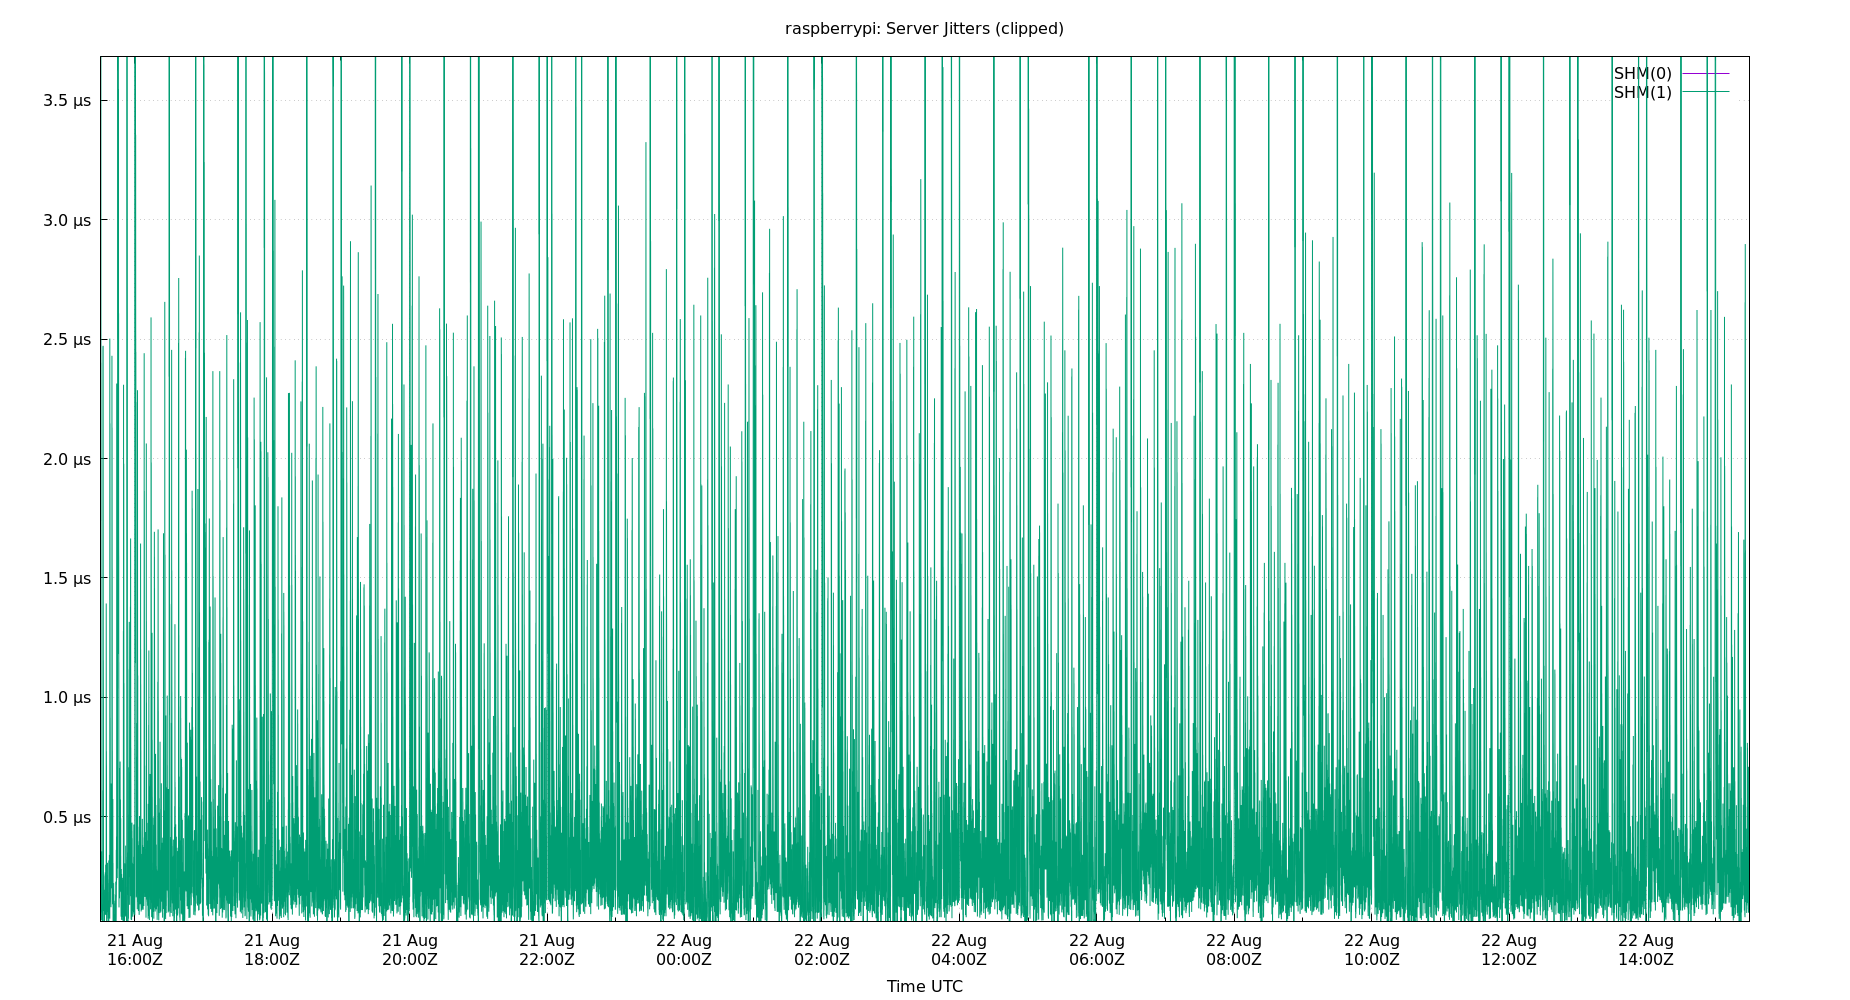 raspberrypi: Server Jitters (clipped)
SHM(0)
SHM(1)
3.5 µs
3.0 µs
2.5 µs
2.0 µs
1.5 µs
1.0 µs
0.5 µs
21 Aug 21 Aug 21 Aug 21 Aug 22 Aug 22 Aug 22 Aug 22 Aug 22 Aug 22 Aug 22 Aug 22 Aug
16:00Z 18:00Z 20:00Z 22:00Z 00:00Z 02:00Z 04:00Z 06:00Z 08:00Z 10:00Z 12:00Z 14:00Z
Time UTC